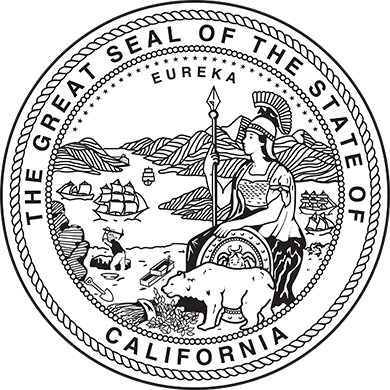 THE GREAT SEAL OF THE STATE OF
EUREKA
CALIFORNIA